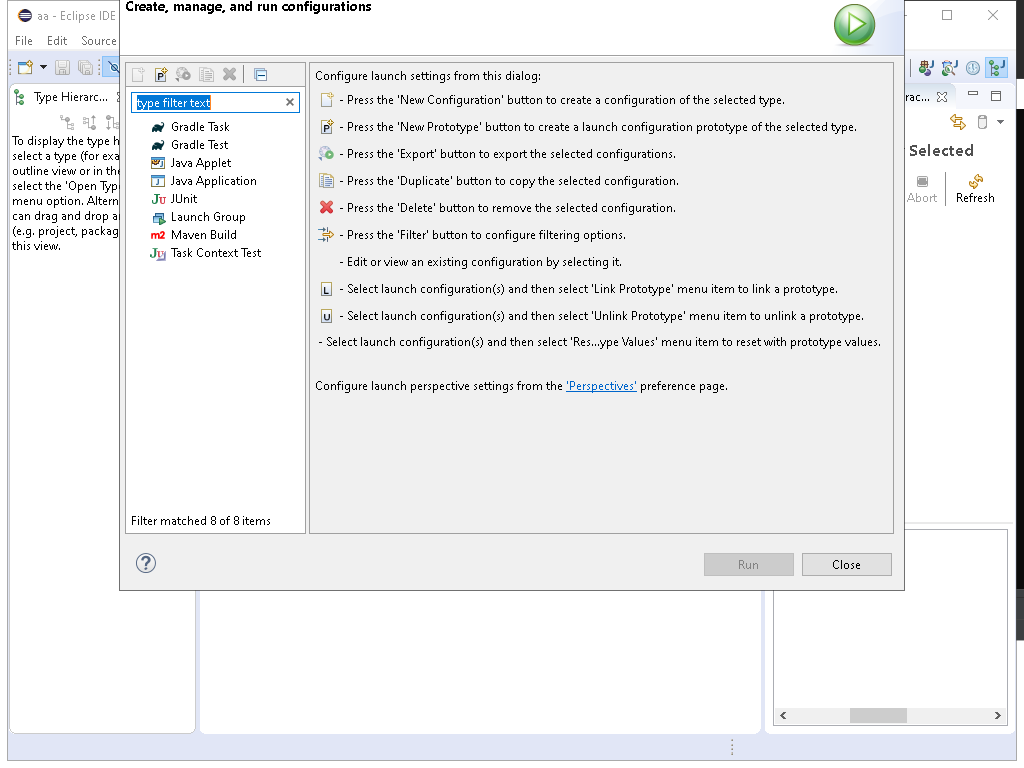 Create, manage, and run configurations
aa - Eclipse IDE
File Edit Source
Type Hierarc...
To display the type h
select a type (for exa
outline view or in the
select the 'Open Typ
menu option. Altern
can drag and drop a
(e.g. project, packag
this view.
type filter text
Gradle Task
Gradle Test
Java Applet
Java Application
JUnit
Launch Group
Maven Build
Task Context Test
Filter matched 8 of 8 items
Configure launch settings from this dialog:
- Press the 'New Configuration' button to create a configuration of the selected type.
- Press the 'New Prototype' button to create a launch configuration prototype of the selected type.
- Press the 'Export' button to export the selected configurations.
- Press the 'Duplicate' button to copy the selected configuration.
- Press the 'Delete' button to remove the selected configuration.
- Press the 'Filter' button to configure filtering options.
- Edit or view an existing configuration by selecting it.
- Select launch configuration(s) and then select 'Link Prototype' menu item to link a prototype.
- Select launch configuration(s) and then select 'Unlink Prototype' menu item to unlink a prototype.
- Select launch configuration(s) and then select 'Res...ype Values' menu item to reset with prototype values.
Configure launch perspective settings from the 'Perspectives' preference page.
Run Close
rarc...
Selected
Abort Refresh